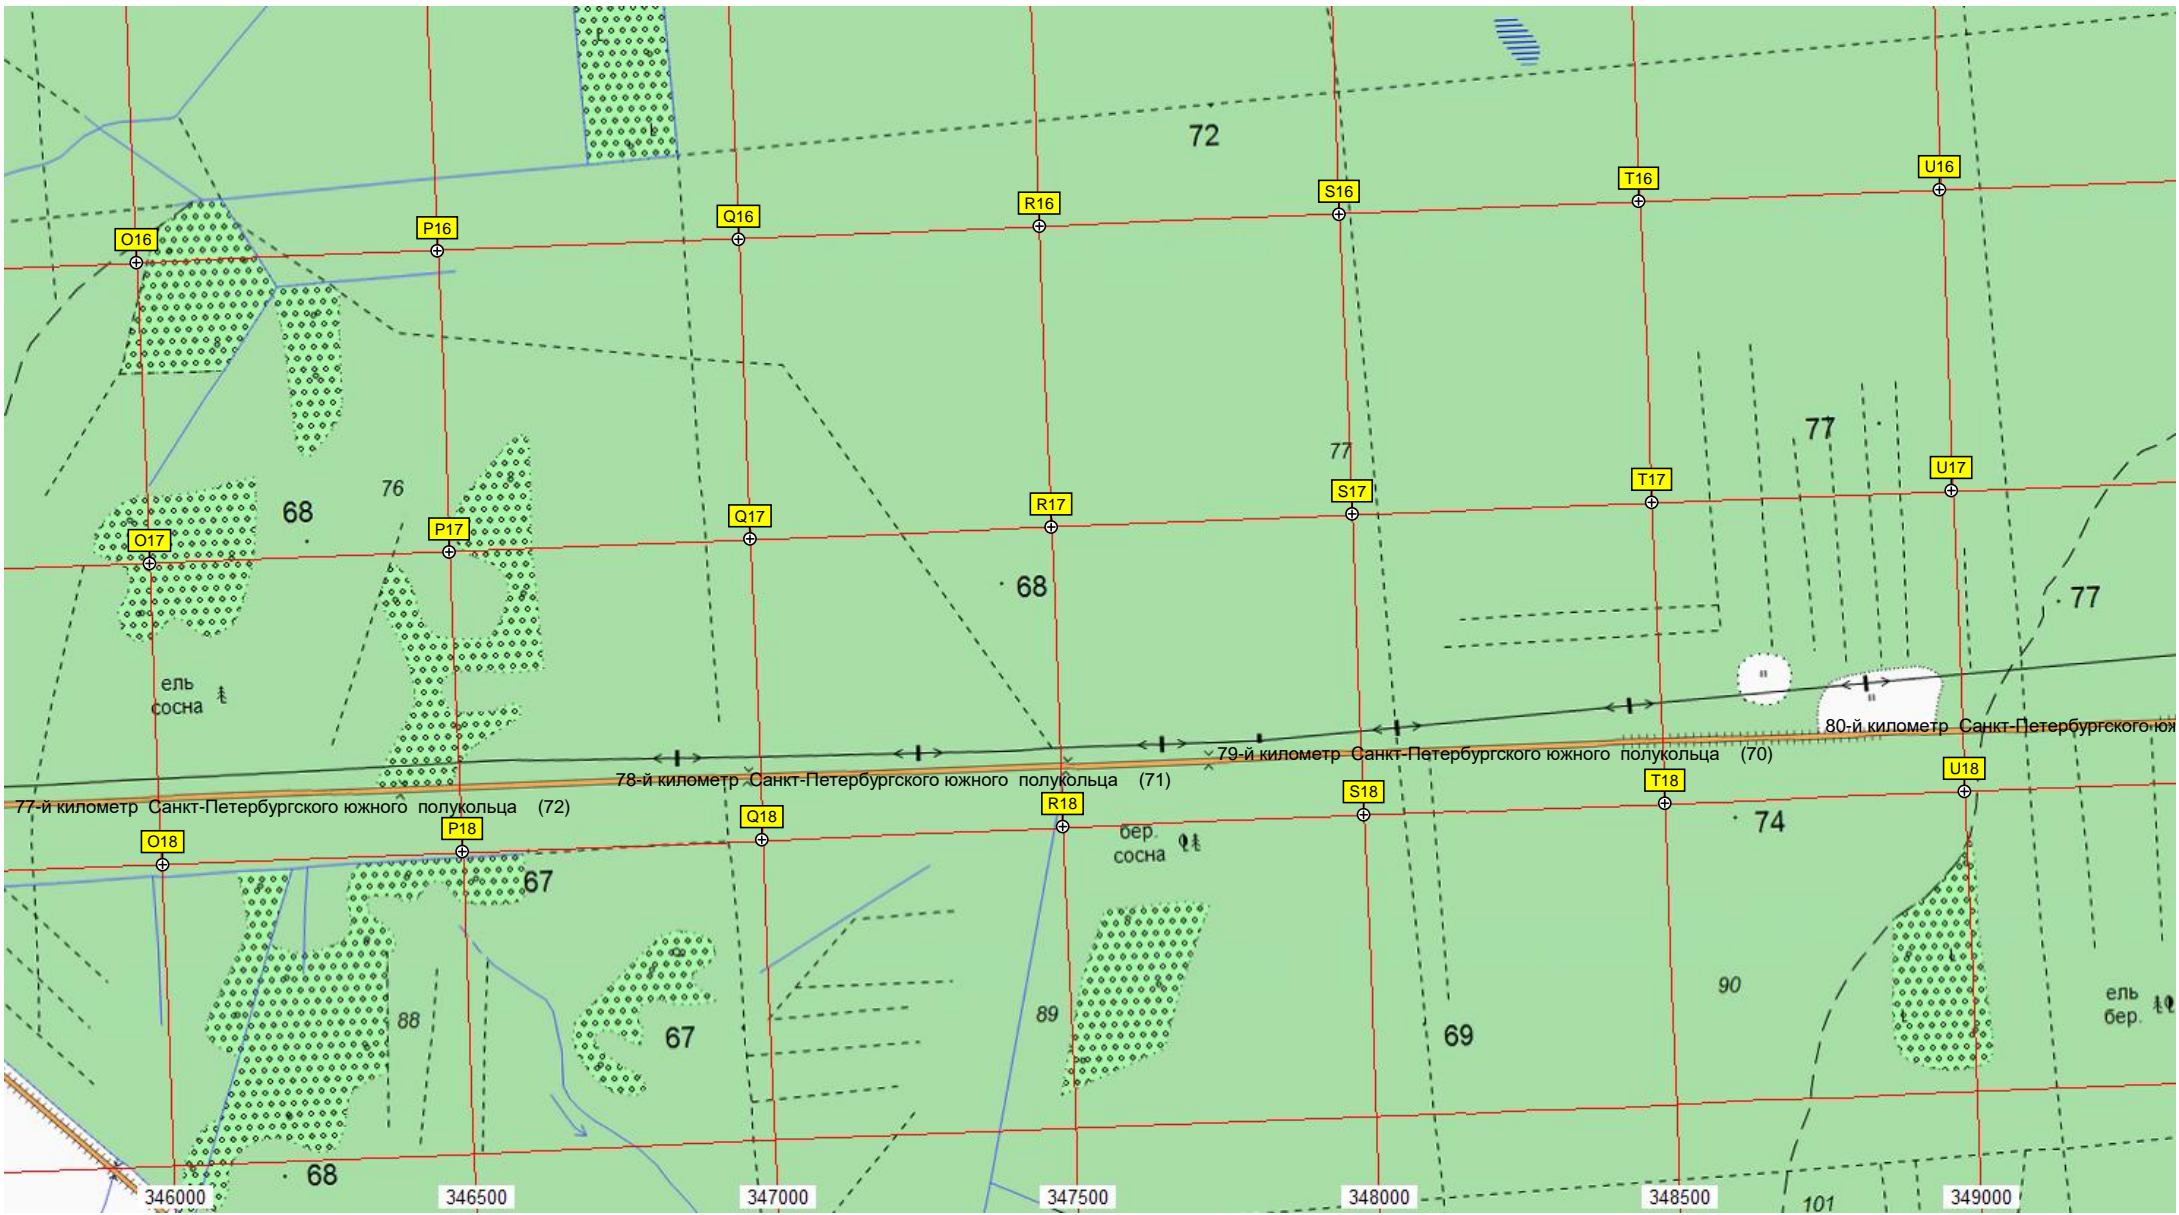 72
O16
P16
Q16
R16
S16
T16
U16
77
77
76
68
O17
P17
Q17
R17
S17
T17
U17
68
77
ель
сосна
80-й километр Санкт-Петербургского юж
79-й километр Санкт-Петербургского южного полукольца (70)
78-й километр Санкт-Петербургского южного полукольца (71)
77-й километр Санкт-Петербургского южного полукольца (72)
O18
P18
Q18
R18
S18
T18
U18
74
бер.
сосна
67
88
67
89
69
90
ель
бер.
68
101
346000
346500
347000
347500
348000
348500
349000